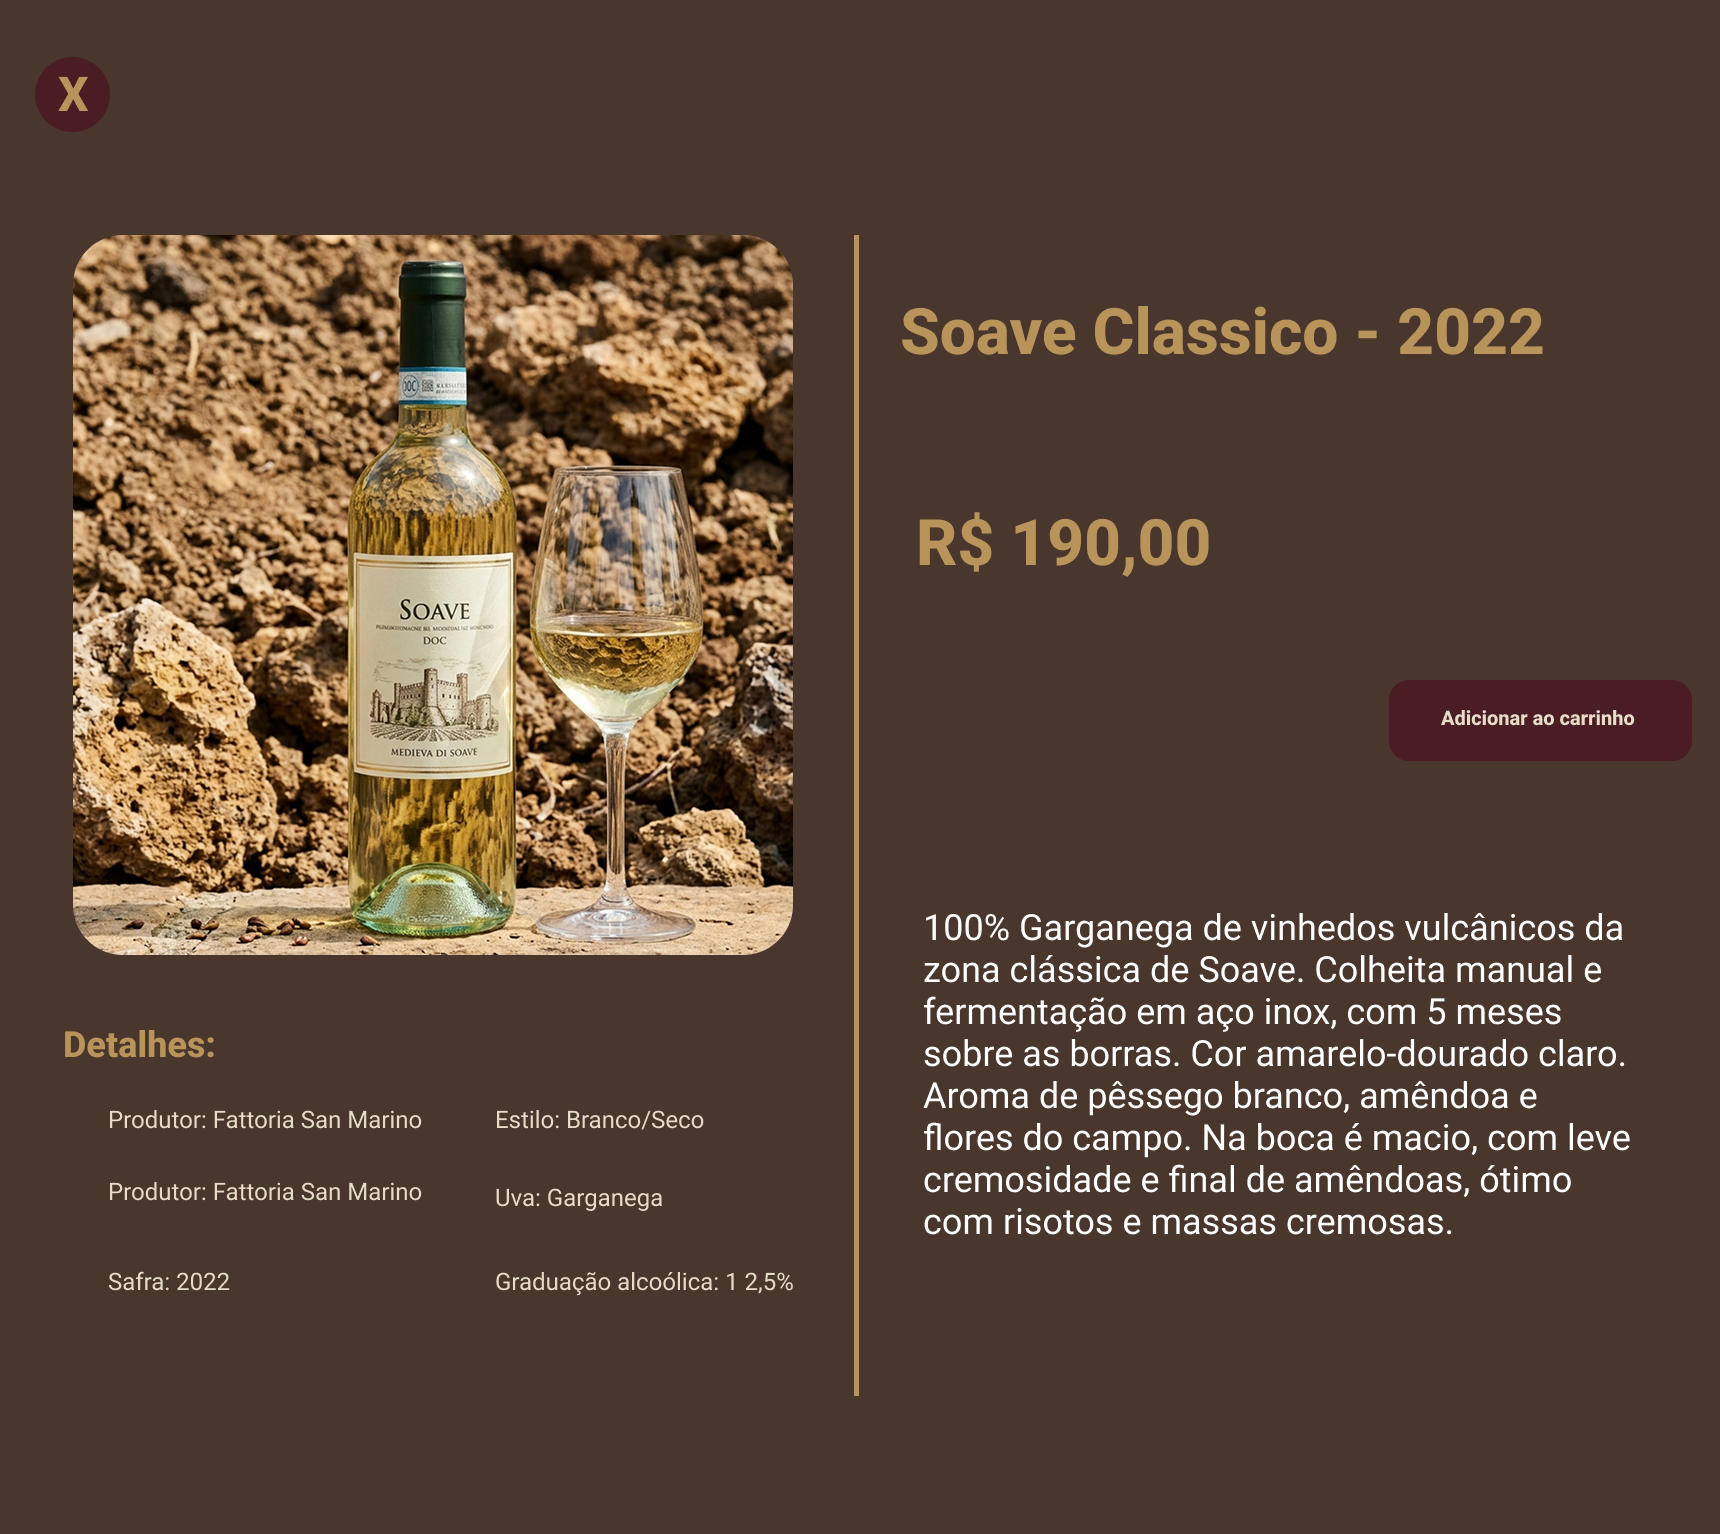 X
DOC
SOAVE
DOC
MEDIEVA DI SOAVE
Detalhes:
Produtor: Fattoria San Marino
Estilo: Branco/Seco
Produtor: Fattoria San Marino
Uva: Garganega
Safra: 2022
Graduação alcoólica: 1 2,5%
Soave Classico - 2022
R$ 190,00
Adicionar ao carrinho
100% Garganega de vinhedos vulcânicos da
zona clássica de Soave. Colheita manual e
fermentação em aço inox, com 5 meses
sobre as borras. Cor amarelo-dourado claro.
Aroma de pêssego branco, amêndoa e
flores do campo. Na boca é macio, com leve
cremosidade e final de amêndoas, ótimo
com risotos e massas cremosas.